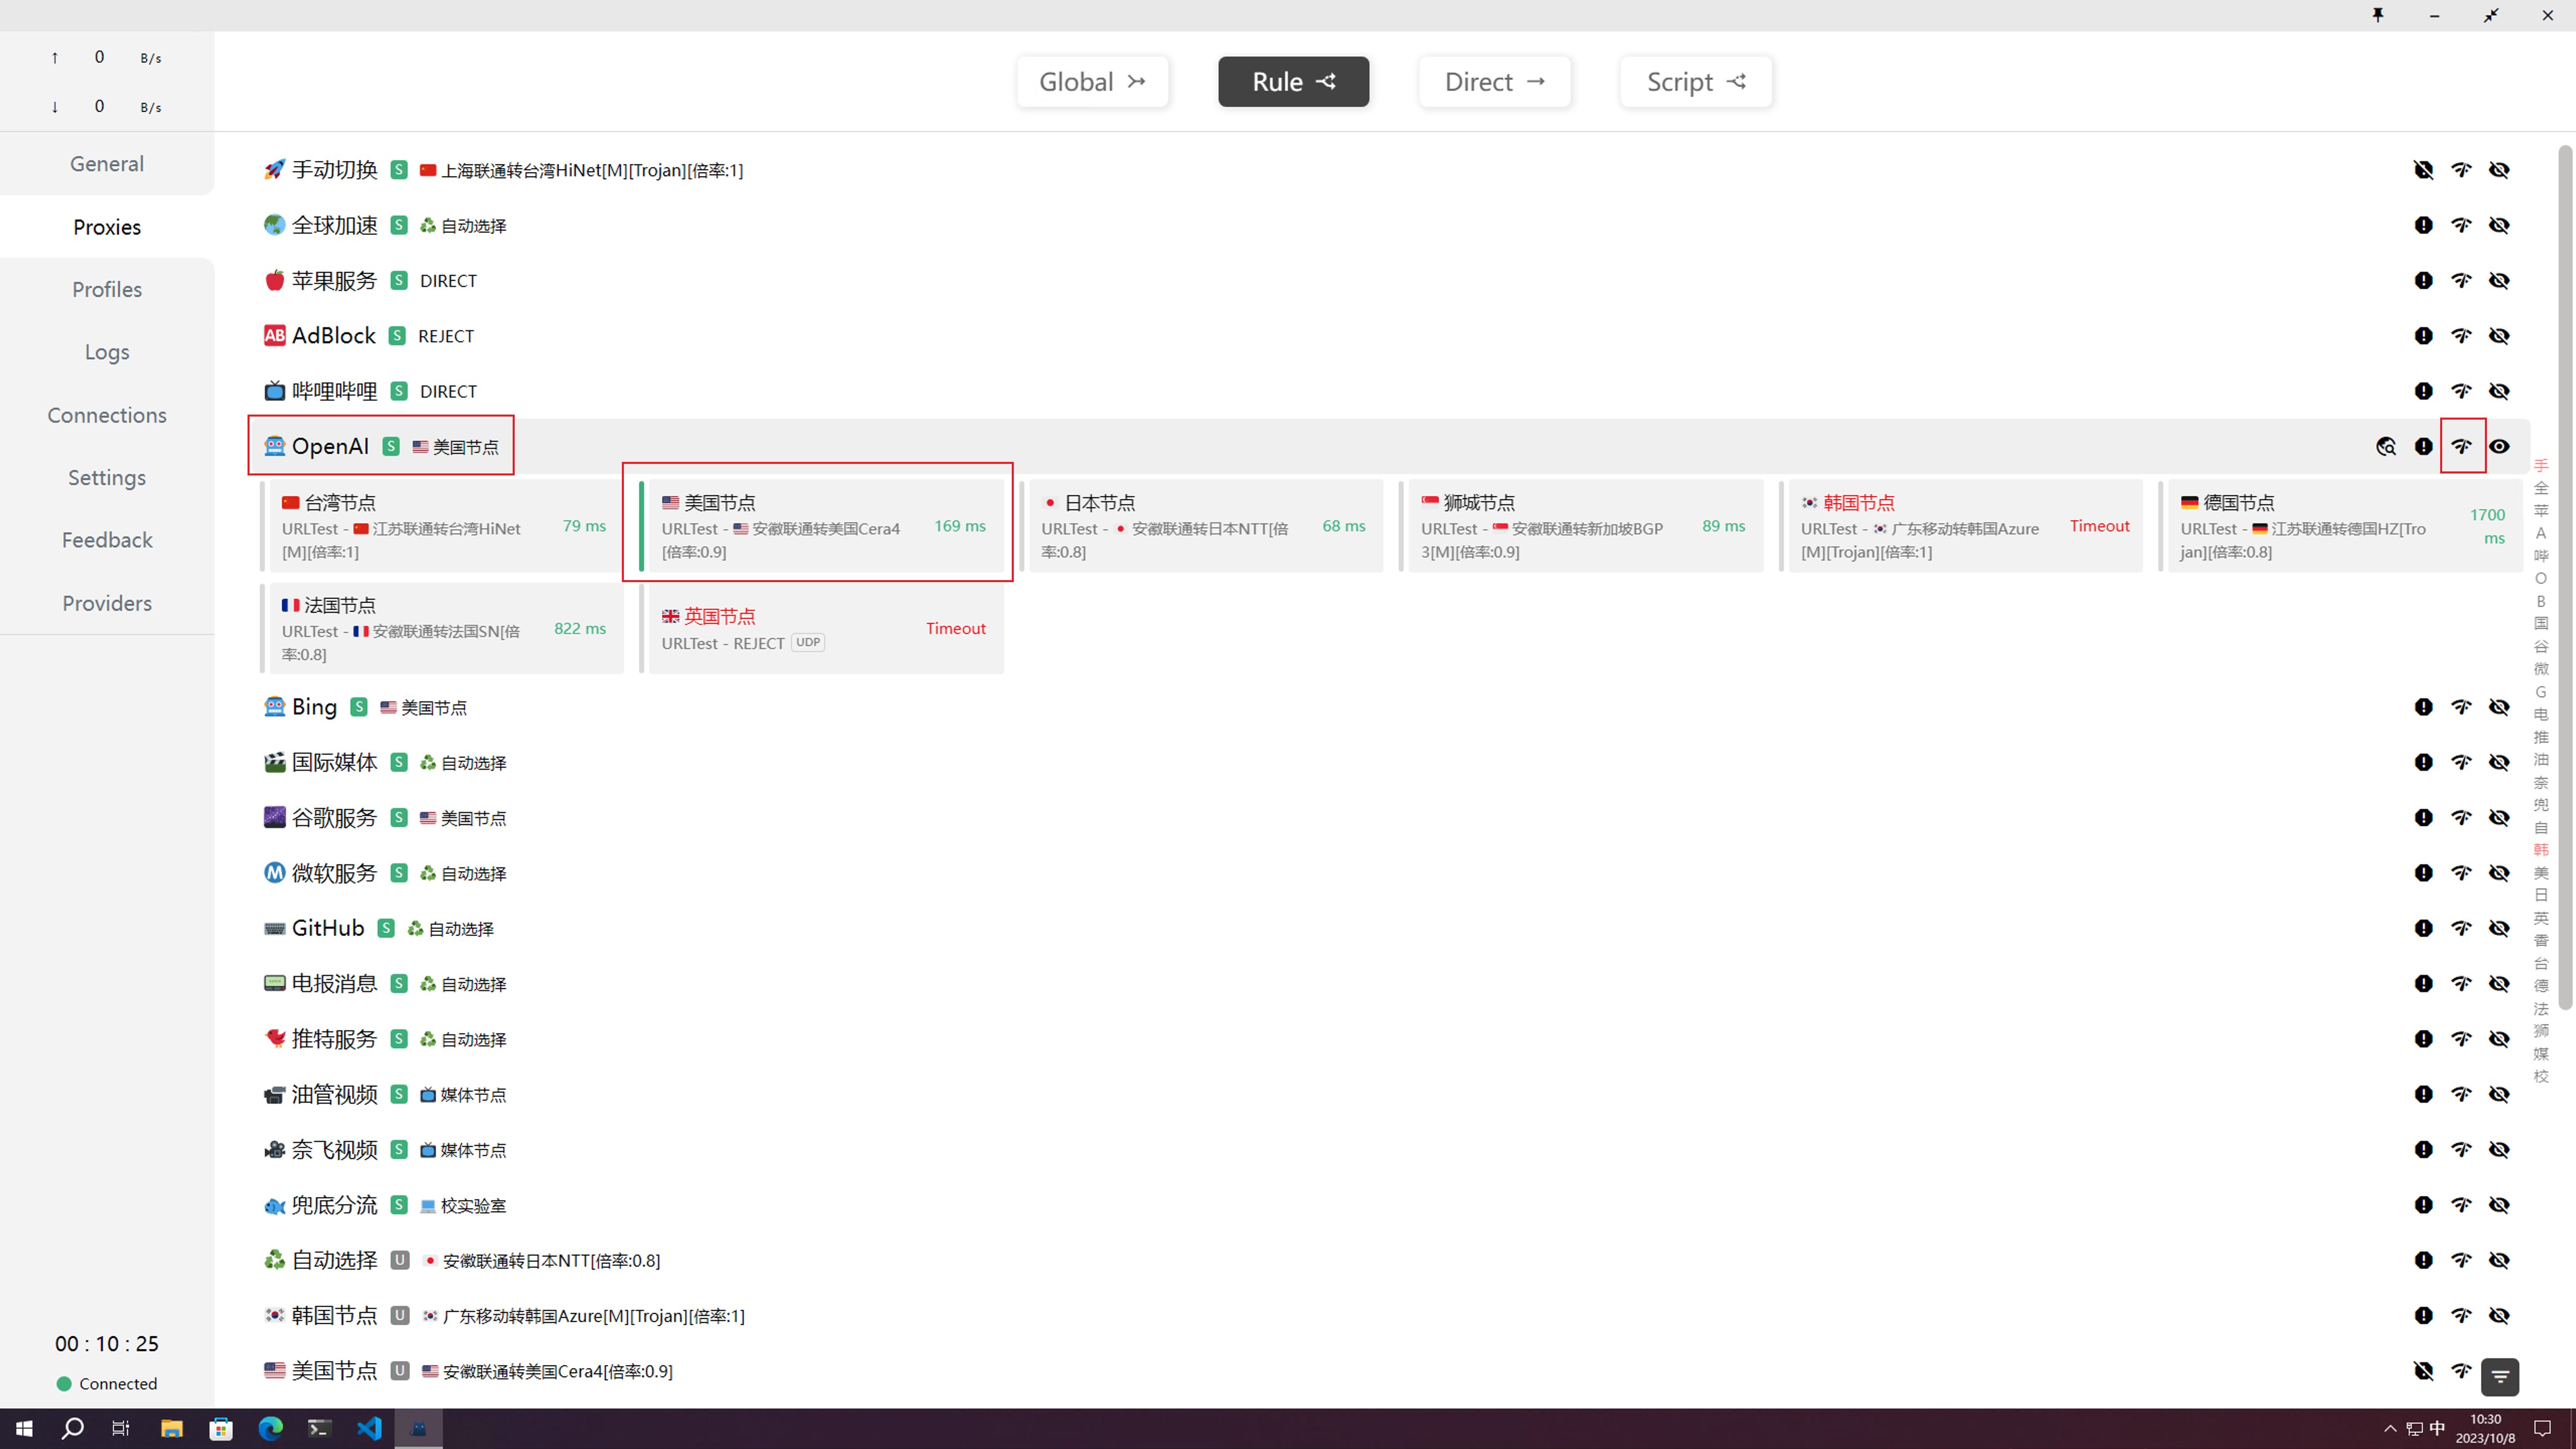 ↑ 0 B/s
↓ 0 B/s
Global
Rule
Direct →
Script
General
Proxies
Profiles
Logs
Connections
Settings
Feedback
Providers
手动切换 S 上海联通转台湾HiNet[M][Trojan][倍率:1]
全球加速 S 自动选择
苹果服务 S DIRECT
AB AdBlock S REJECT
哔哩哔哩 S DIRECT
OpenAI S 美国节点
台湾节点
URLTest - 江苏联通转台湾HiNet
[M][倍率:1]
79 ms
美国节点
URLTest - 安徽联通转美国Cera4
[倍率:0.9]
169 ms
日本节点
URLTest - 安徽联通转日本NTT[倍
率:0.8]
68 ms
狮城节点
URLTest - 安徽联通转新加坡BGP
3[M][倍率:0.9]
89 ms
韩国节点
URLTest - 广东移动转韩国Azure
[M][Trojan][倍率:1]
Timeout
德国节点
URLTest - 江苏联通转德国HZ[Tro
jan][倍率:0.8]
1700
ms
法国节点
URLTest - 安徽联通转法国SN[倍
率:0.8]
822 ms
英国节点
URLTest - REJECT UDP
Timeout
Bing S 美国节点
国际媒体 S 自动选择
谷歌服务 S 美国节点
M 微软服务 S 自动选择
GitHub S 自动选择
电报消息 S 自动选择
推特服务 S 自动选择
油管视频 S 媒体节点
奈飞视频 S 媒体节点
兜底分流 S 校实验室
自动选择 U 安徽联通转日本NTT[倍率:0.8]
韩国节点 U 广东移动转韩国Azure[M][Trojan][倍率:1]
美国节点 U 安徽联通转美国Cera4[倍率:0.9]
手
全
苹
A
哔
O
B
国
谷
微
G
电
推
油
奈
兜
自
韩
美
日
英
香
台
德
法
狮
媒
校
00 : 10 : 25
Connected
中
10:30
2023/10/8